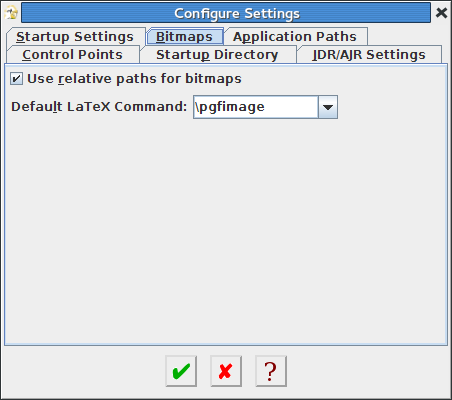 Configure Settings
Startup Settings Bitmaps Application Paths
Control Points Startup Directory JDR/AJR Settings
Use relative paths for bitmaps
Default LaTeX Command: \pgfimage
?